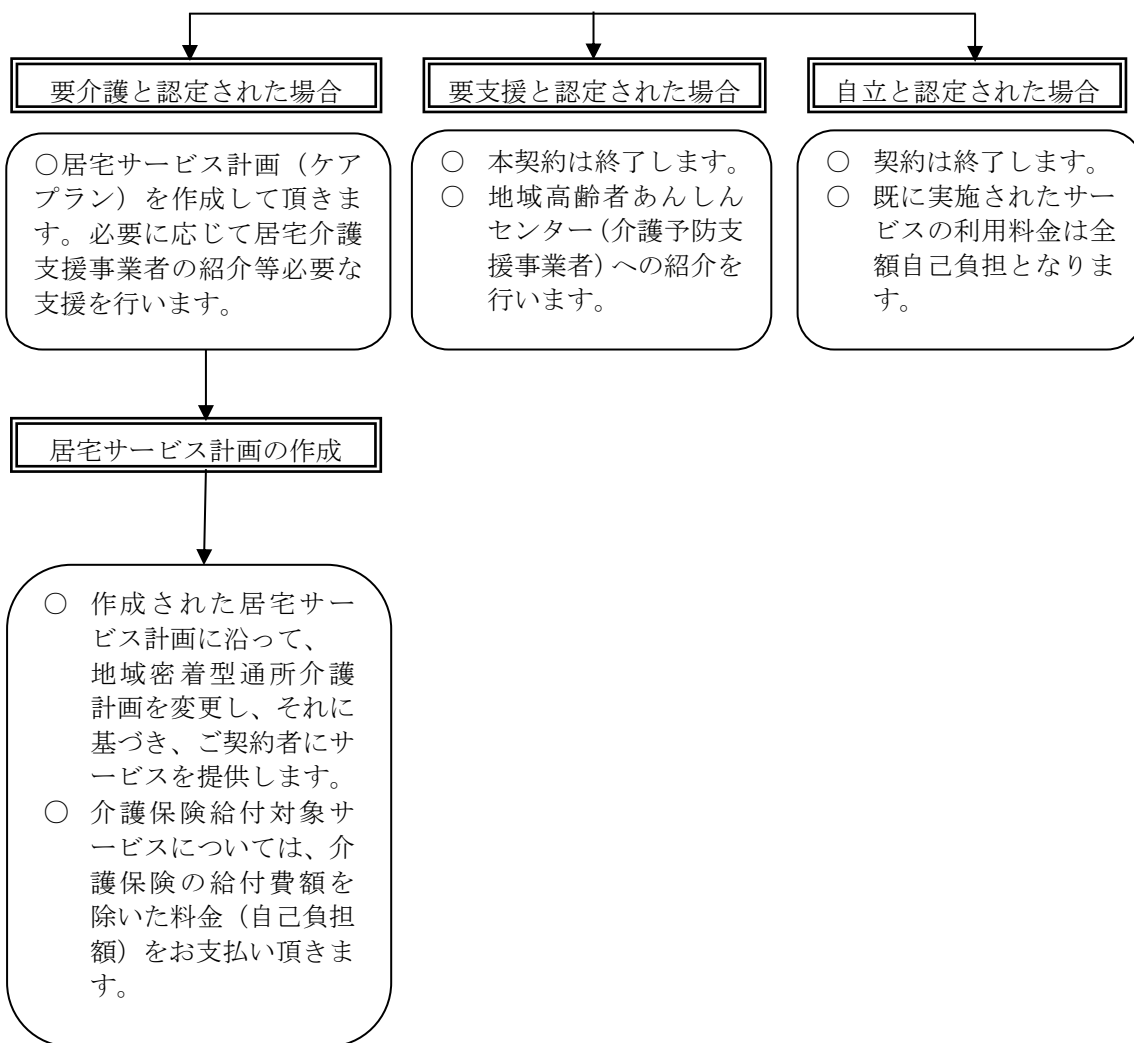 要介護と認定された場合
○居宅サービス計画（ケア
プラン）を作成して頂きま
す。必要に応じて居宅介護
支援事業者の紹介等必要な
支援を行います。
要支援と認定された場合
○ 本契約は終了します。
○ 地域高齢者あんしん
センター（介護予防支
援事業者）への紹介を
行います。
自立と認定された場合
○ 契約は終了します。
○ 既に実施されたサー
ビスの利用料金は全
額自己負担となりま
す。
居宅サービス計画の作成
○ 作成された居宅サー
ビス計画に沿って、
地域密着型通所介護
計画を変更し、それに
基づき、ご契約者にサ
ービスを提供します。
○ 介護保険給付対象サ
ービスについては、介
護保険の給付費額を
除いた料金（自己負担
額）をお支払い頂きま
す。